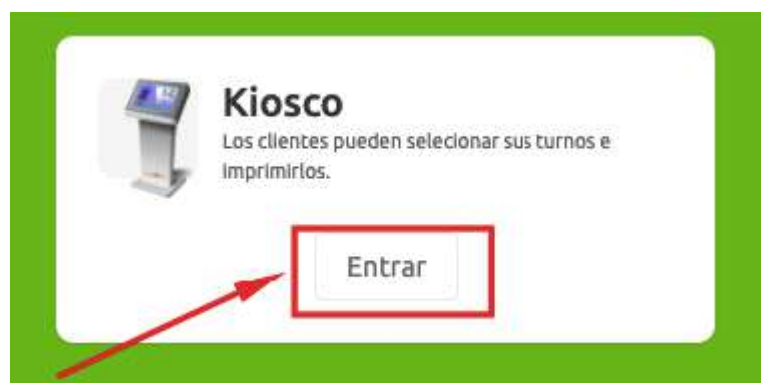 Kiosco
Los clientes pueden selecionar sus turnos e
imprimirlos.
Entrar